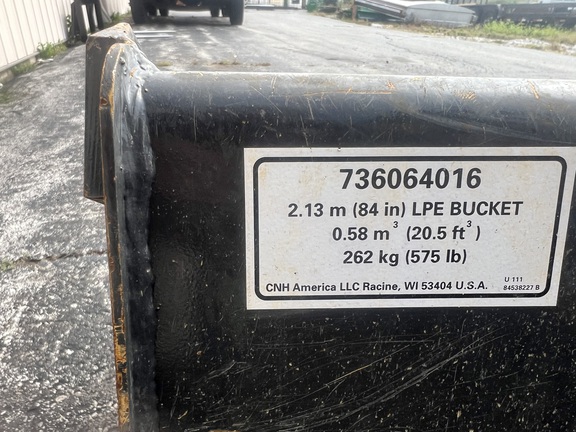 736064016
2.13 m (84 in) LPE BUCKET
0.58 m³ (20.5 ft³)
262 kg (575 lb)
CNH America LLC Racine, WI 53404 U.S.A.
U 111
84538227 B